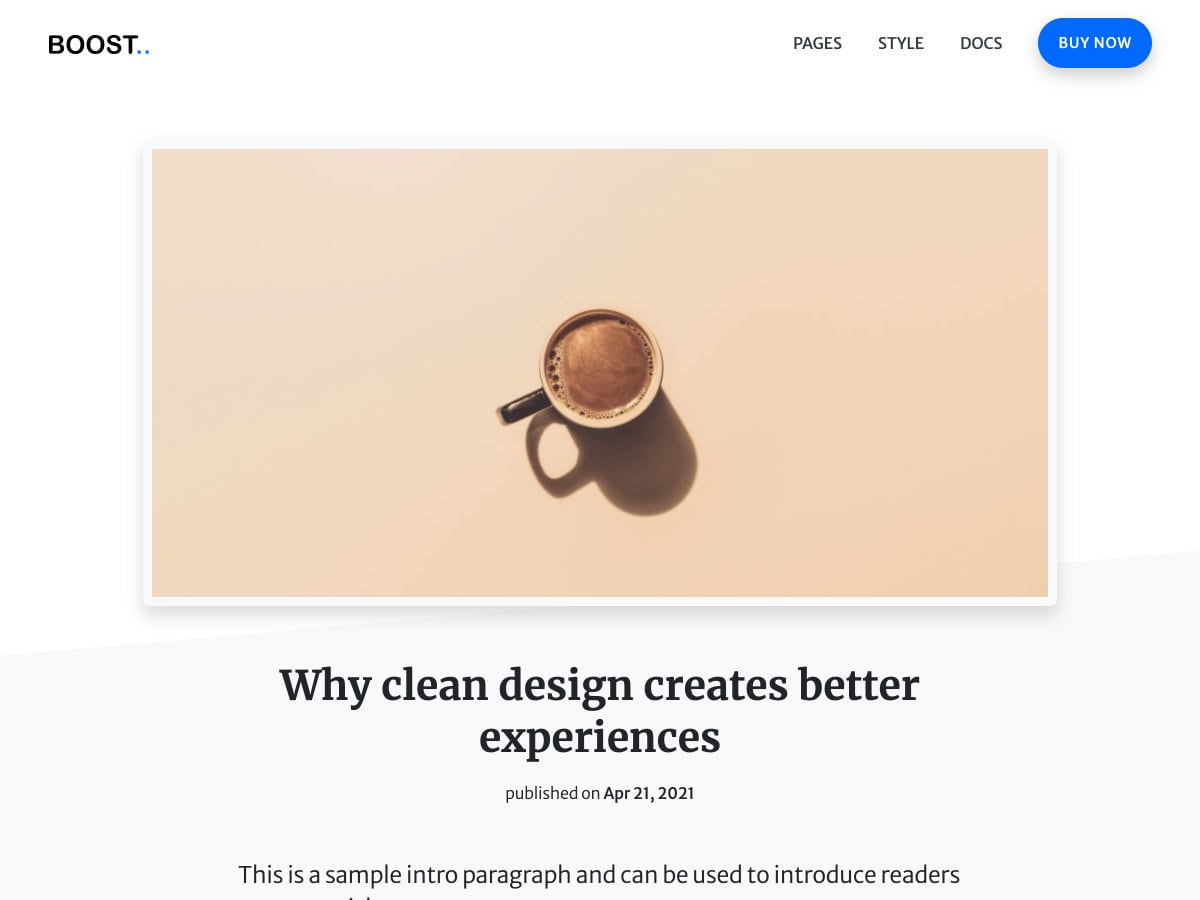 BOOST..
PAGES STYLE DOCS BUY NOW
Why clean design creates better
experiences
published on Apr 21, 2021
This is a sample intro paragraph and can be used to introduce readers